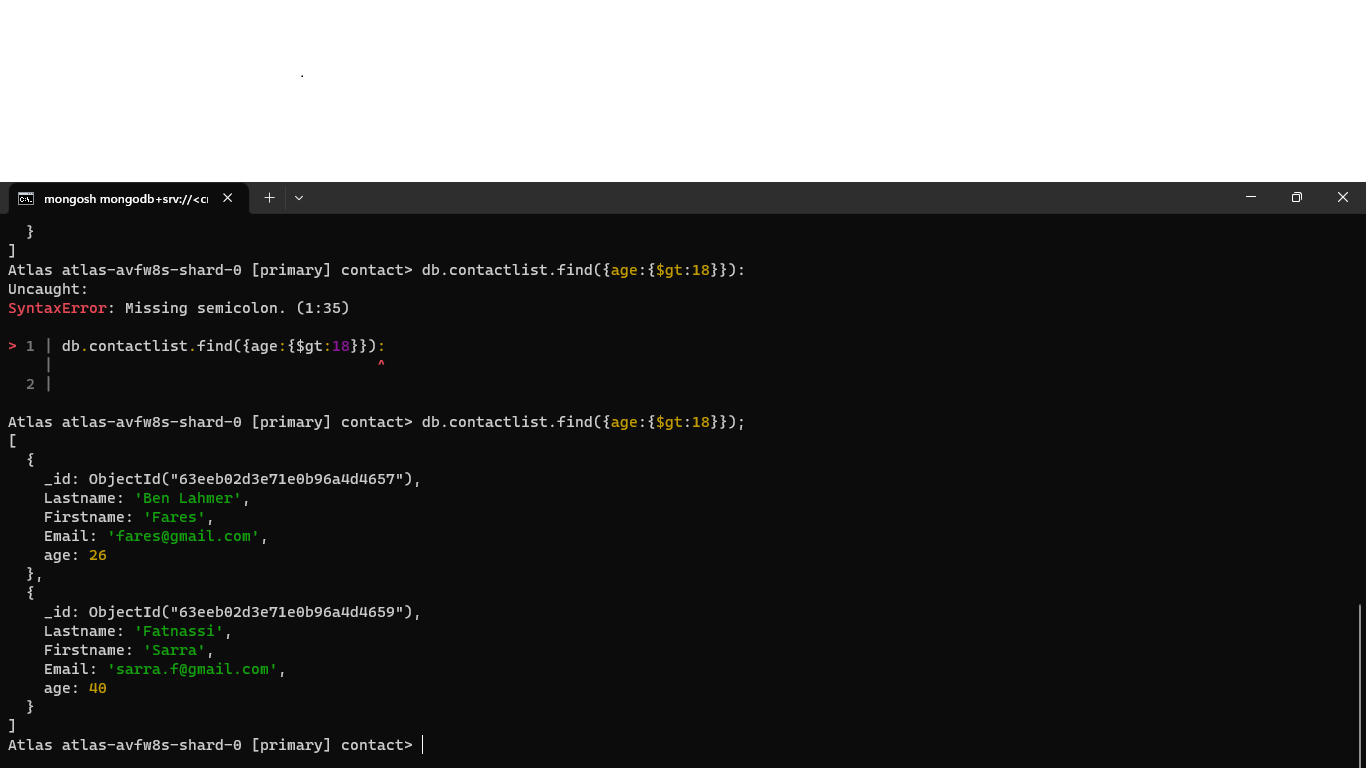 mongosh mongodb+srv://<cr
  }
]
Atlas atlas-avfw8s-shard-0 [primary] contact> db.contactlist.find({age:{$gt:18}}):
Uncaught:
SyntaxError: Missing semicolon. (1:35)
> 1 | db.contactlist.find({age:{$gt:18}}):
    |                                    ^
  2 |
Atlas atlas-avfw8s-shard-0 [primary] contact> db.contactlist.find({age:{$gt:18}});
[
  {
    _id: ObjectId("63eeb02d3e71e0b96a4d4657"),
    Lastname: 'Ben Lahmer',
    Firstname: 'Fares',
    Email: 'fares@gmail.com',
    age: 26
  },
  {
    _id: ObjectId("63eeb02d3e71e0b96a4d4659"),
    Lastname: 'Fatnassi',
    Firstname: 'Sarra',
    Email: 'sarra.f@gmail.com',
    age: 40
  }
]
Atlas atlas-avfw8s-shard-0 [primary] contact>